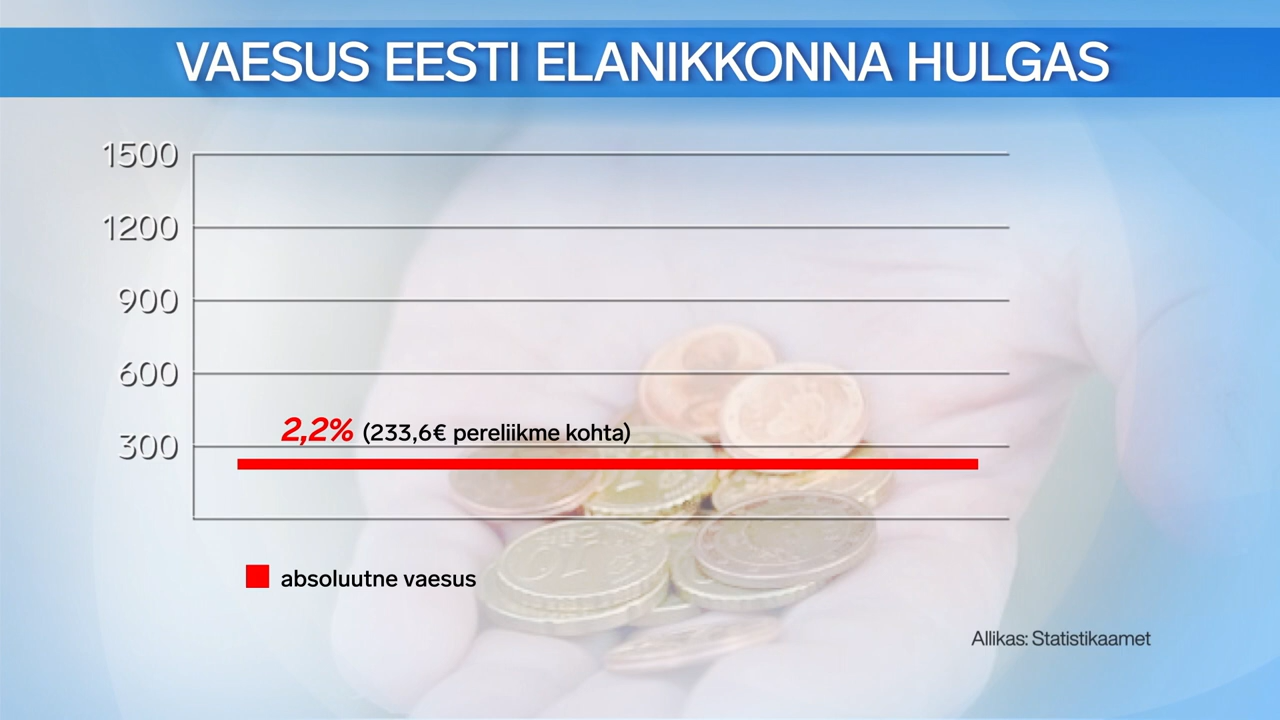 VAESUS EESTI ELANIKKONNA HULGAS
1500
1200
900
600
2,2% (233,6€ pereliikme kohta)
300
absoluutne vaesus
Allikas: Statistikaamet